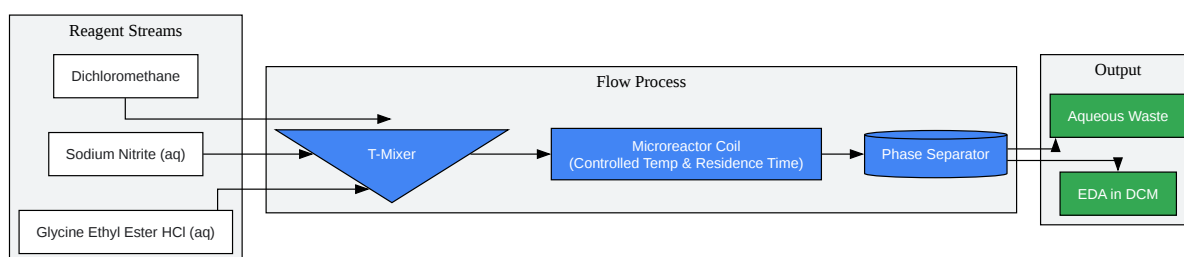 Reagent Streams
Dichloromethane
Sodium Nitrite (aq)
Glycine Ethyl Ester HCl (aq)
Flow Process
T-Mixer
Microreactor Coil
(Controlled Temp & Residence Time)
Phase Separator
Output
Aqueous Waste
EDA in DCM